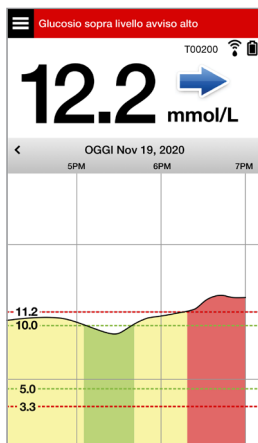 Glucosio sopra livello avviso alto
T00200
12.2 mmol/L
< OGGI Nov 19, 2020
5PM 6PM 7PM
11.2
10.0
5.0
3.3